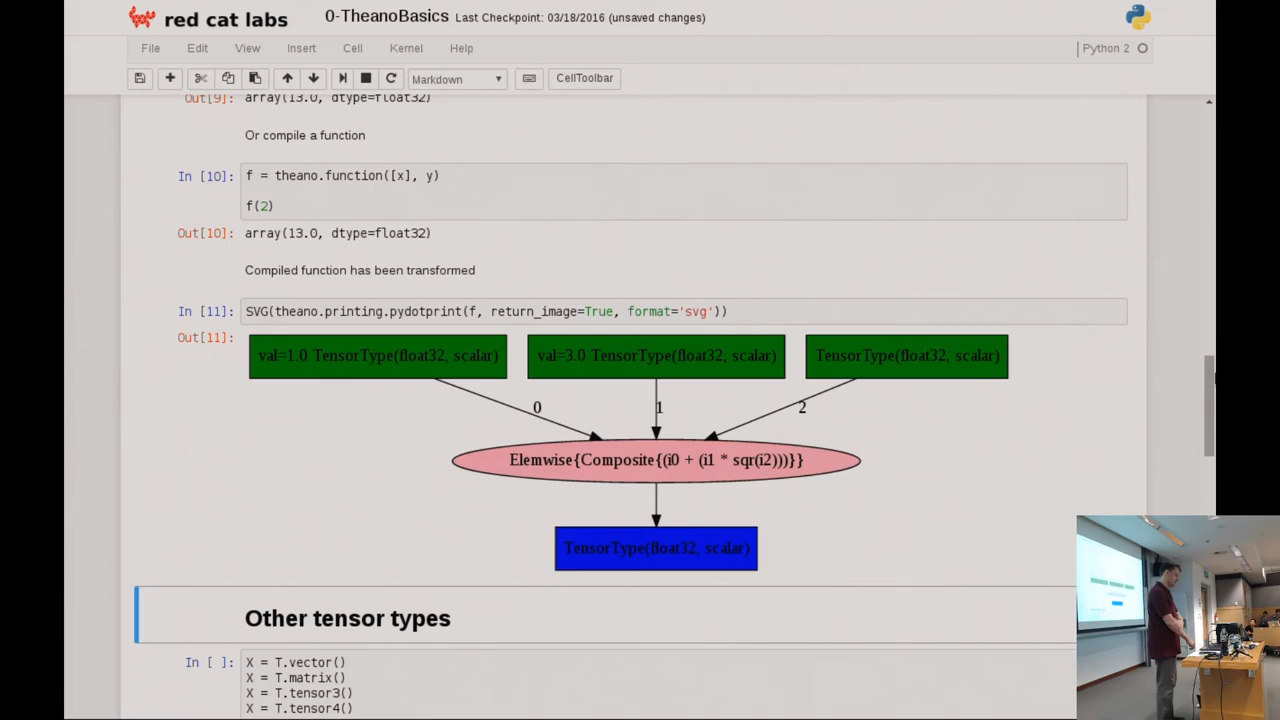 red cat labs 0-TheanoBasics Last Checkpoint: 03/18/2016 (unsaved changes)
File Edit View Insert Cell Kernel Help Python 2
Markdown CellToolbar
Out[9]: array(13.0, dtype=float32)
Or compile a function
In [10]: f = theano.function([x], y)
f(2)
Out[10]: array(13.0, dtype=float32)
Compiled function has been transformed
In [11]: SVG(theano.printing.pydotprint(f, return_image=True, format='svg'))
Out[11]:
val=1.0 TensorType(float32, scalar) val=3.0 TensorType(float32, scalar) TensorType(float32, scalar)
0 1 2
Elemwise{Composite{(i0 + (i1 * sqr(i2)))}}
TensorType(float32, scalar)
Other tensor types
In [ ]: X = T.vector()
X = T.matrix()
X = T.tensor3()
X = T.tensor4()